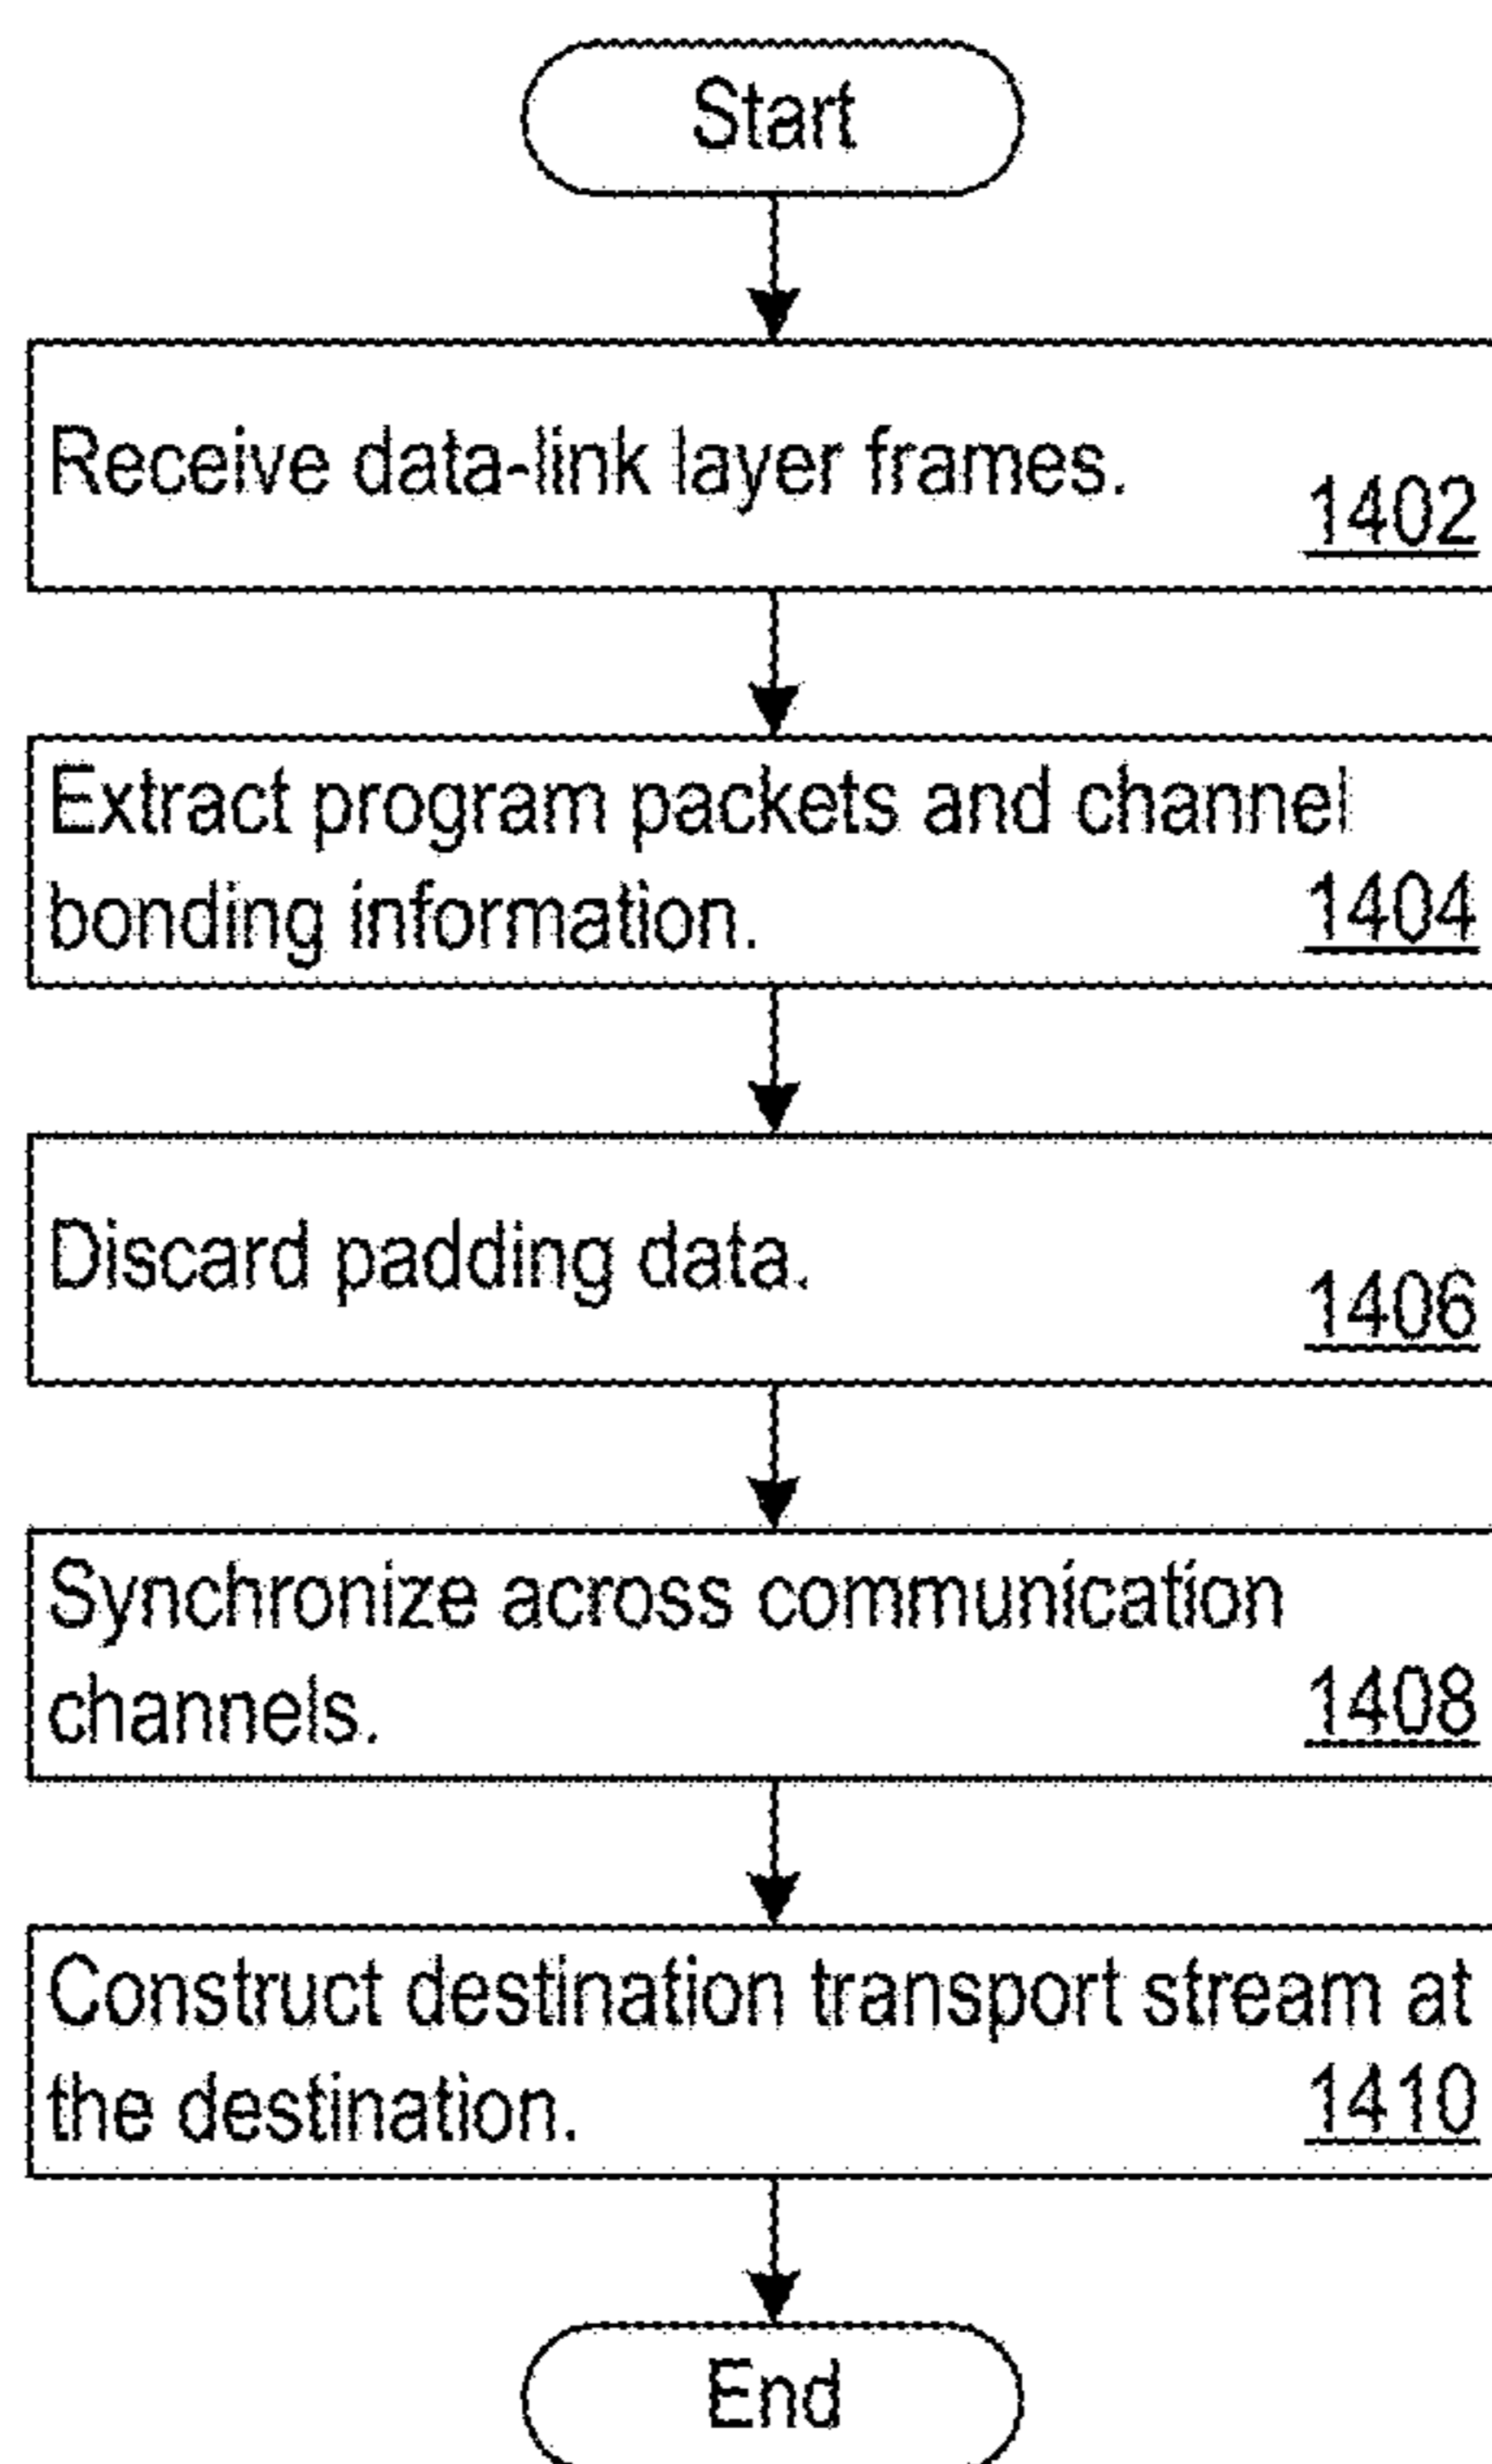 Start
Receive data-link layer frames.
1402
Extract program packets and channel
bonding information.
1404
Discard padding data.
1406
Synchronize across communication
channels.
1408
Construct destination transport stream at
the destination.
1410
End